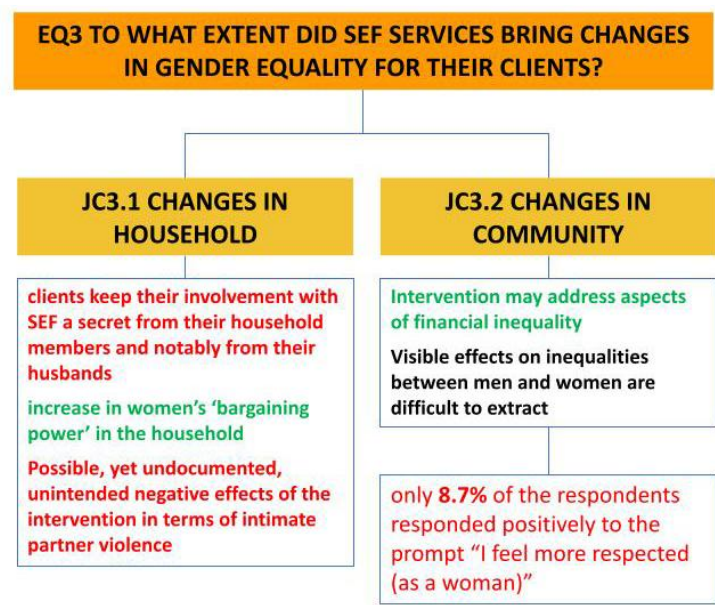 EQ3 TO WHAT EXTENT DID SEF SERVICES BRING CHANGES
IN GENDER EQUALITY FOR THEIR CLIENTS?
JC3.1 CHANGES IN
HOUSEHOLD
clients keep their involvement with
SEF a secret from their household
members and notably from their
husbands
increase in women’s ‘bargaining
power’ in the household
Possible, yet undocumented,
unintended negative effects of the
intervention in terms of intimate
partner violence
JC3.2 CHANGES IN
COMMUNITY
Intervention may address aspects
of financial inequality
Visible effects on inequalities
between men and women are
difficult to extract
only 8.7% of the respondents
responded positively to the
prompt “I feel more respected
(as a woman)”